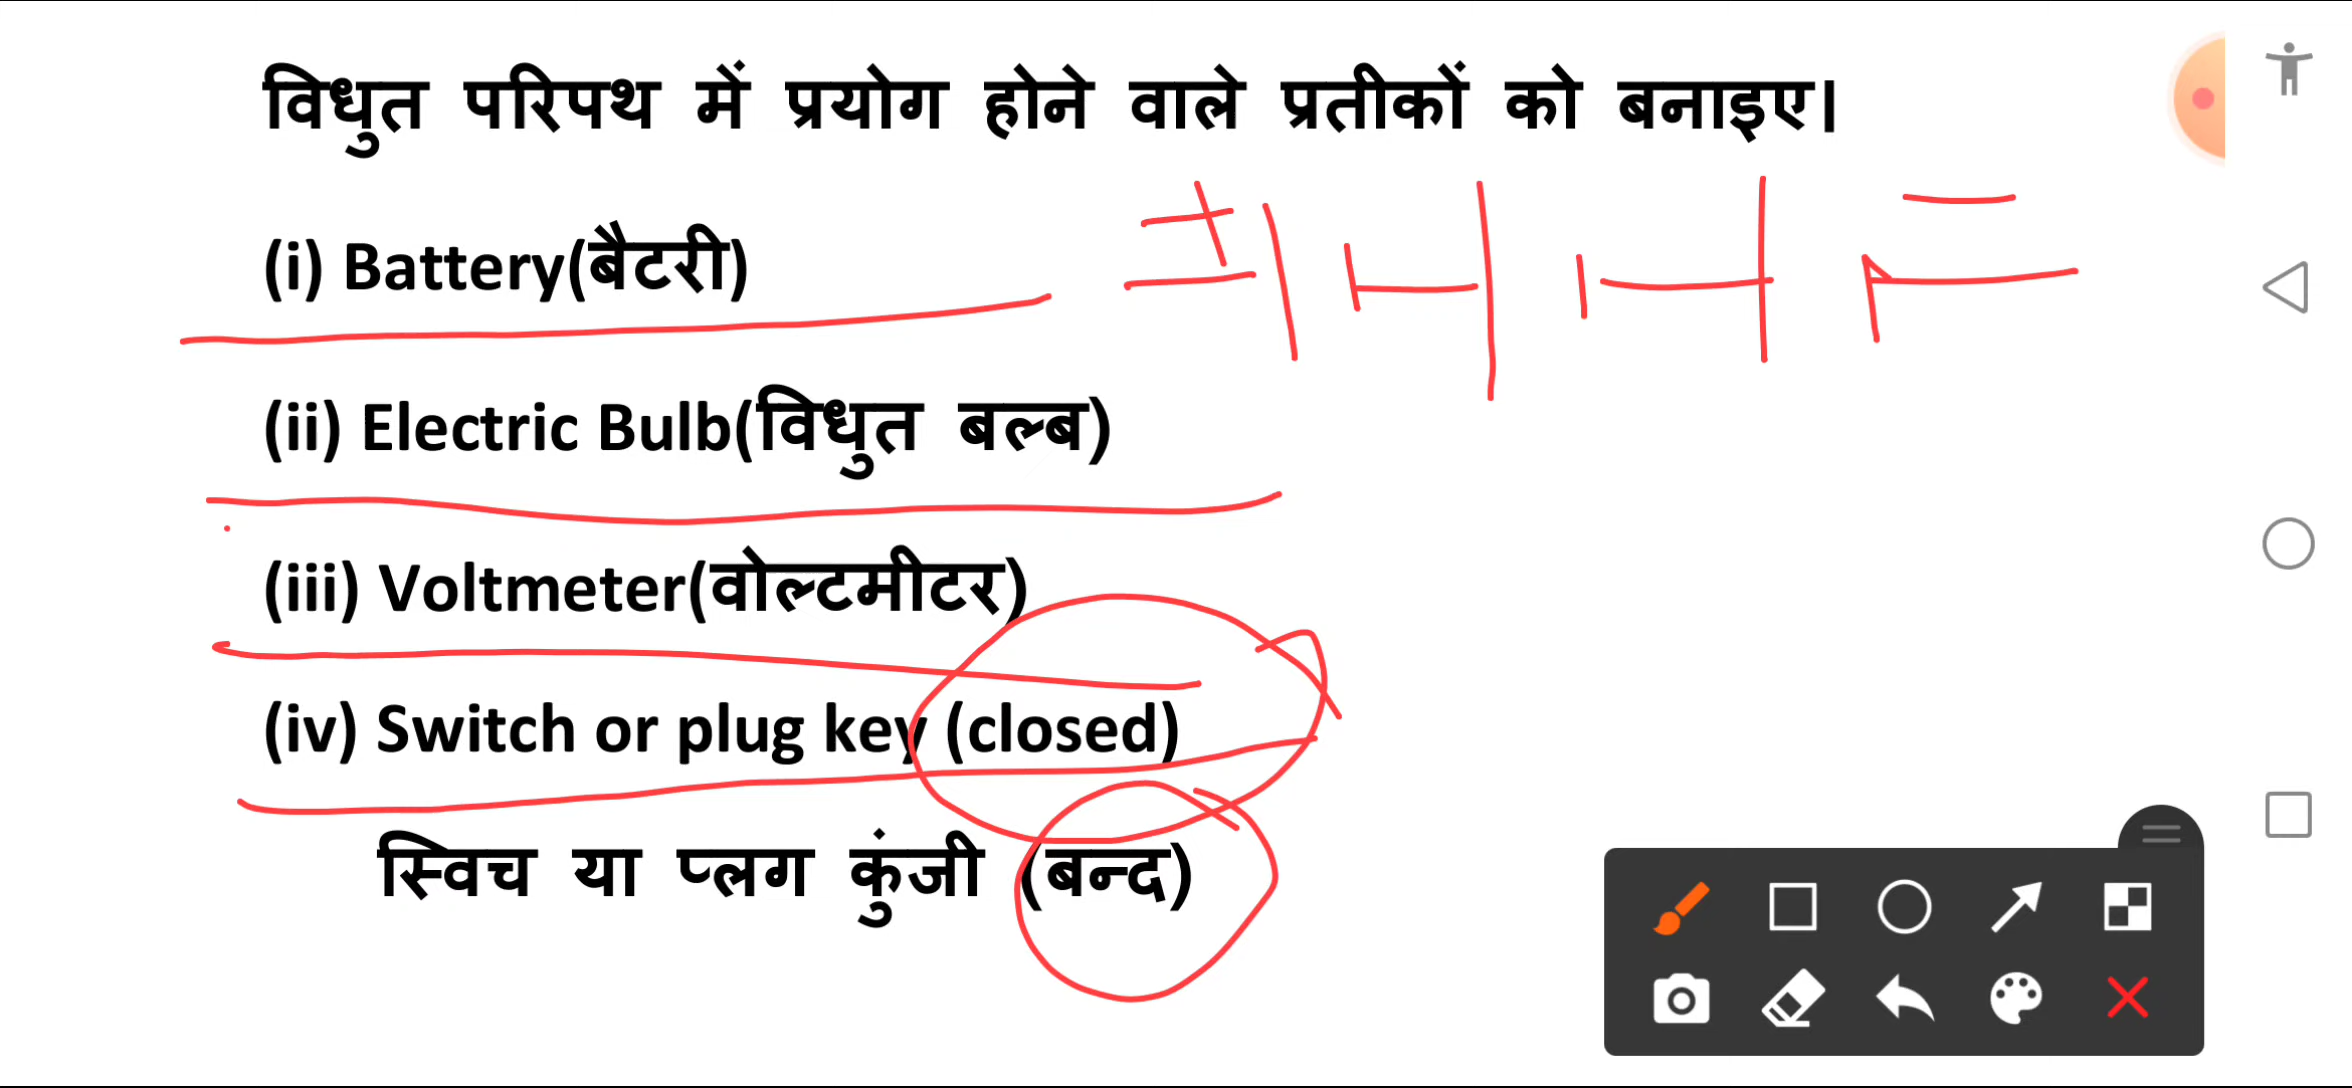 विधुत परिपथ में प्रयोग होने वाले प्रतीकों को बनाइए।
+ −
(i) Battery(बैटरी)
(ii) Electric Bulb(विधुत बल्ब)
(iii) Voltmeter(वोल्टमीटर)
(iv) Switch or plug key (closed)
स्विच या प्लग कुंजी (बन्द)